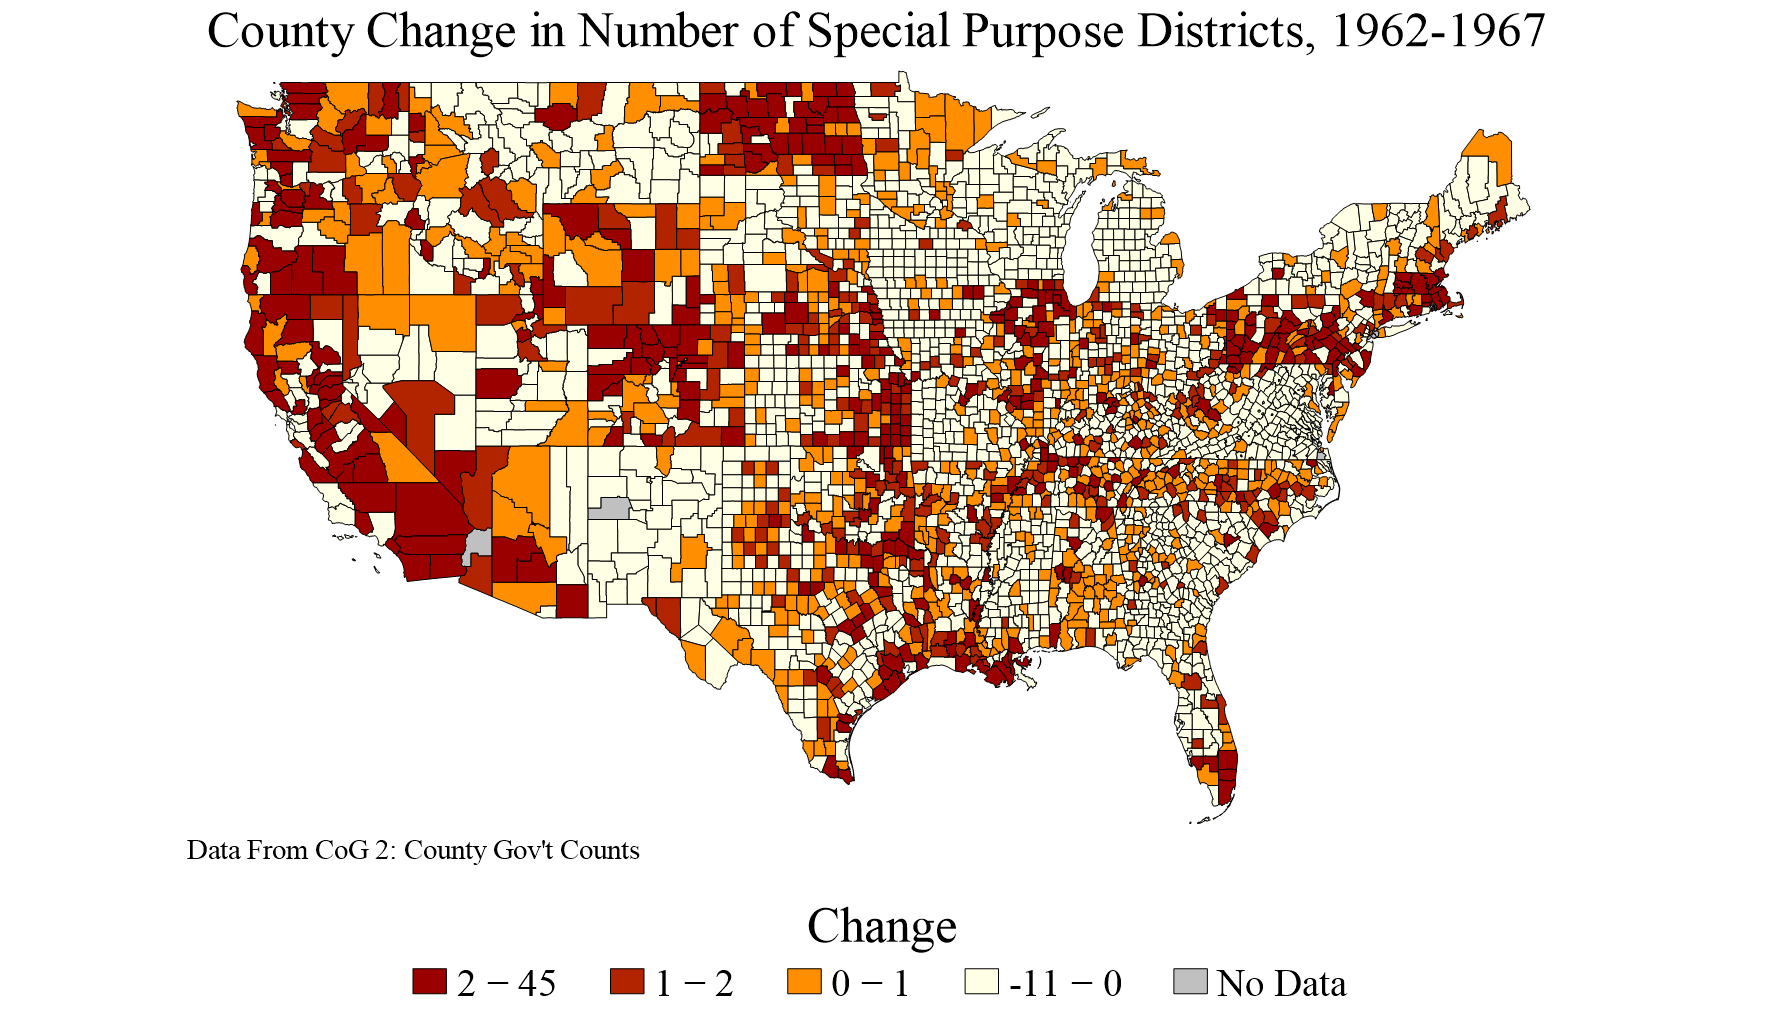 County Change in Number of Special Purpose Districts, 1962-1967
Data From CoG 2: County Gov't Counts
Change
2 − 45 1 − 2 0 − 1 -11 − 0 No Data